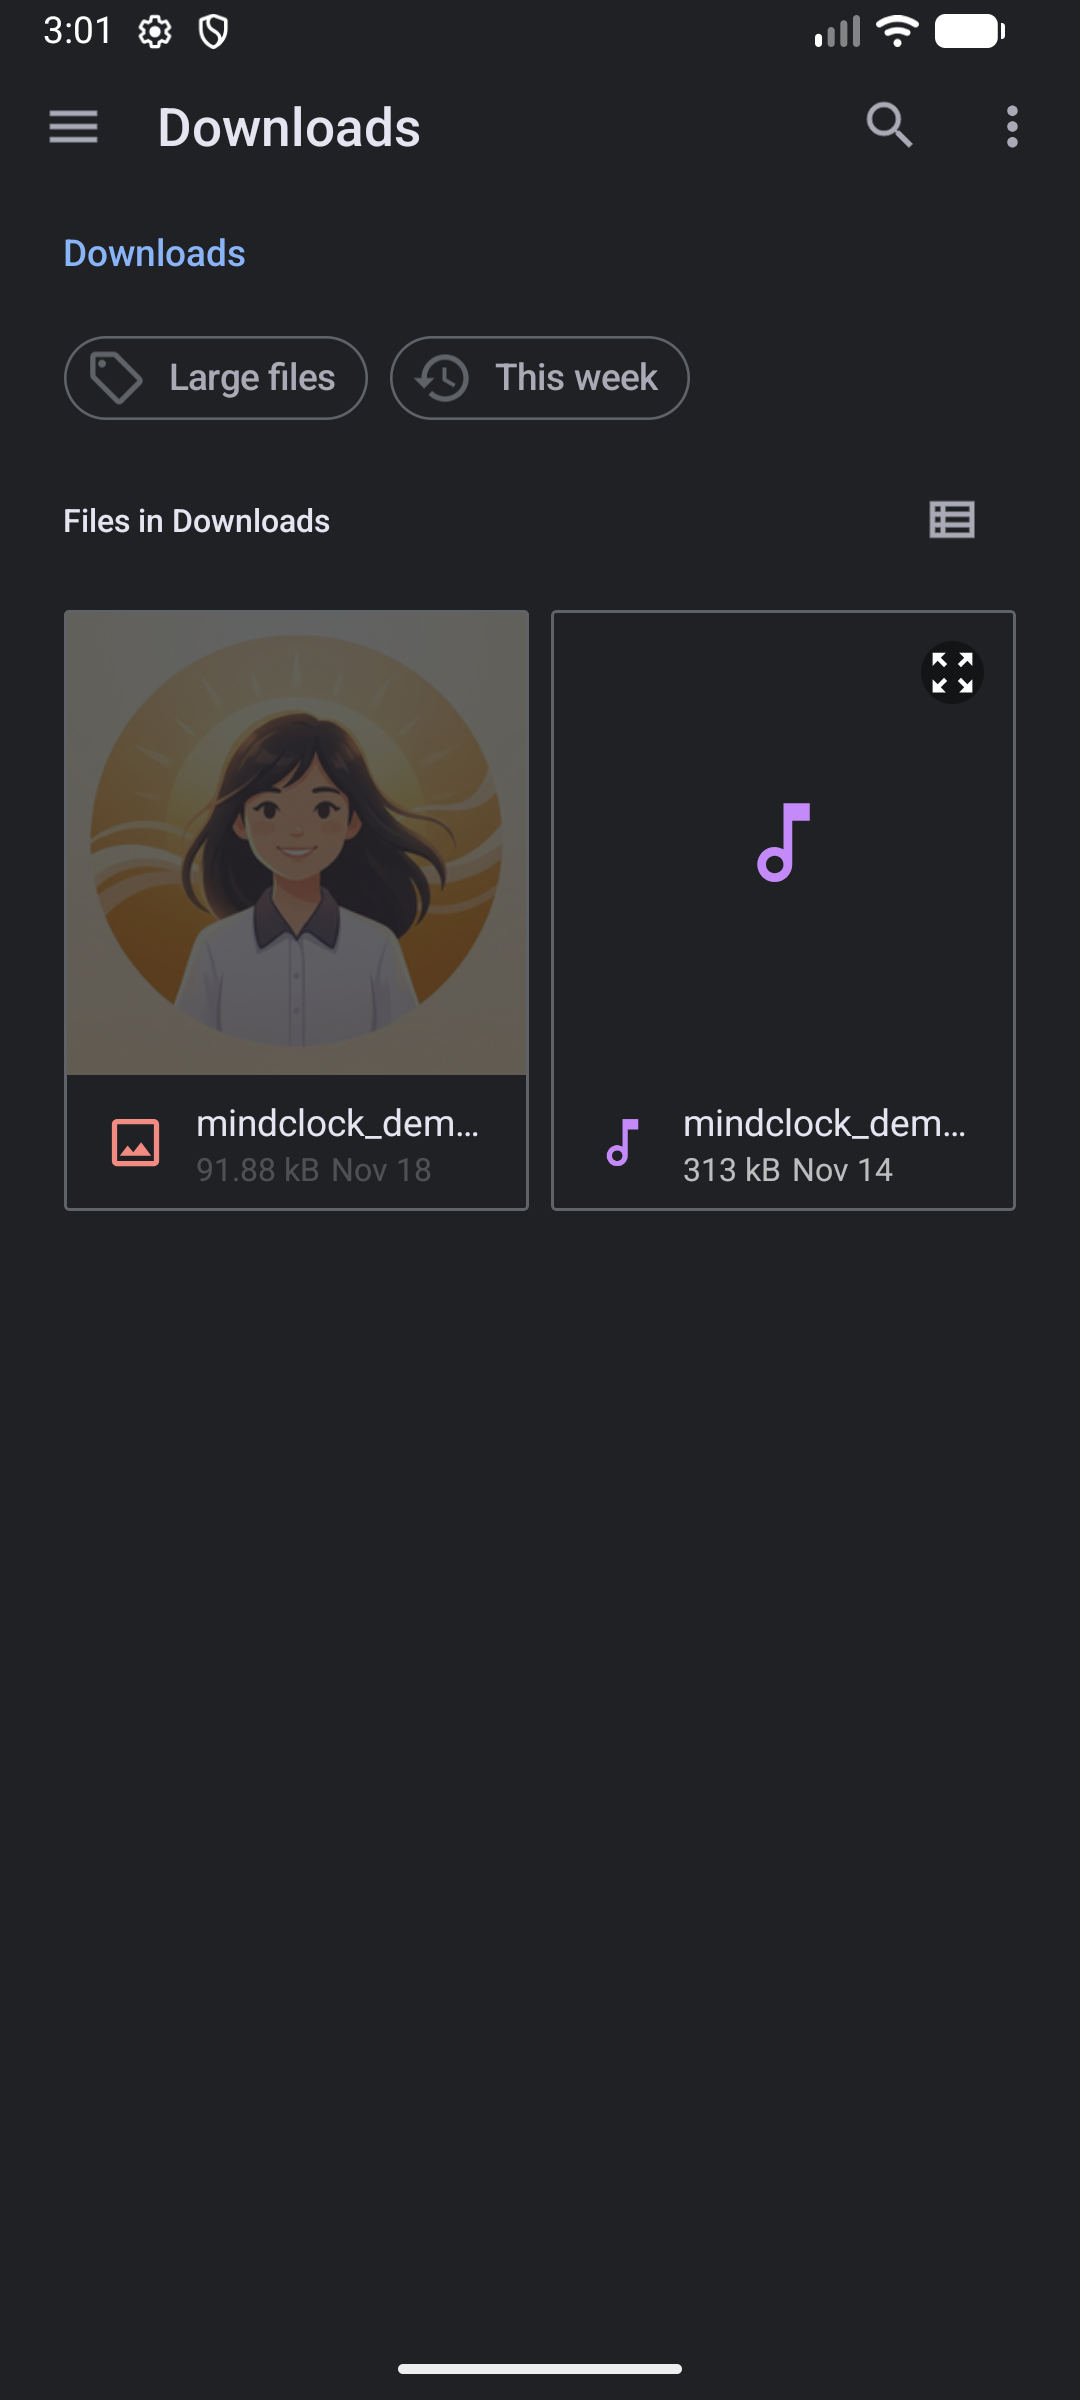 3:01
Downloads
Downloads
Large files
This week
Files in Downloads
mindclock_dem...
91.88 kB Nov 18
mindclock_dem...
313 kB Nov 14